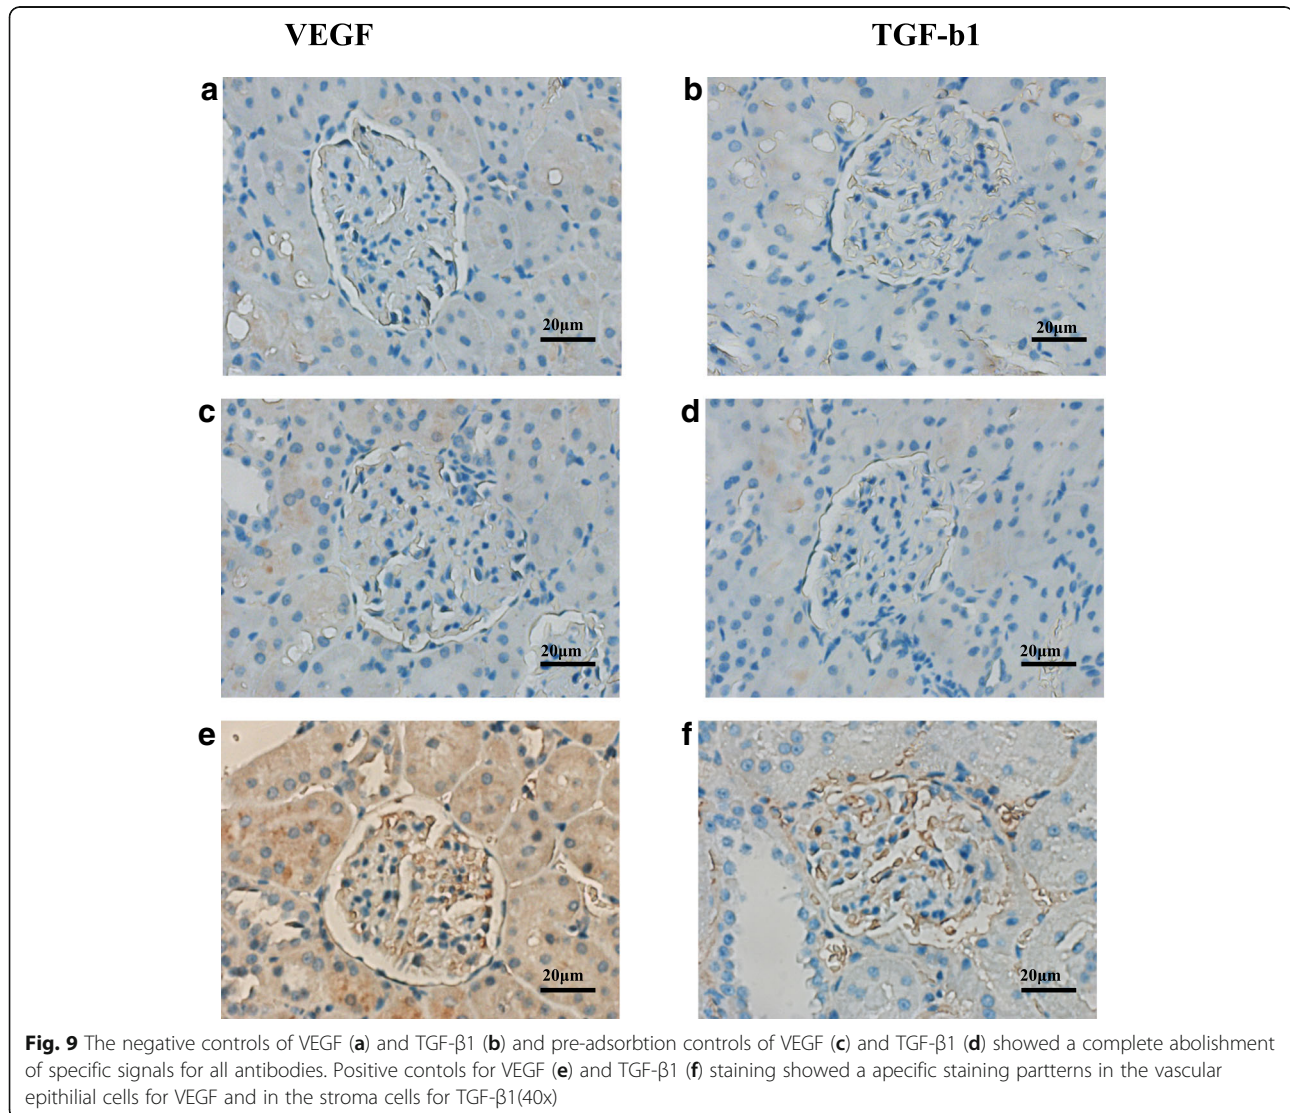 VEGF TGF-b1
a b
20µm 20µm
c d
20µm 20µm
e f
20µm 20µm
Fig. 9 The negative controls of VEGF (a) and TGF-β1 (b) and pre-adsorbtion controls of VEGF (c) and TGF-β1 (d) showed a complete abolishment
of specific signals for all antibodies. Positive contols for VEGF (e) and TGF-β1 (f) staining showed a apecific staining partterns in the vascular
epithilial cells for VEGF and in the stroma cells for TGF-β1(40x)